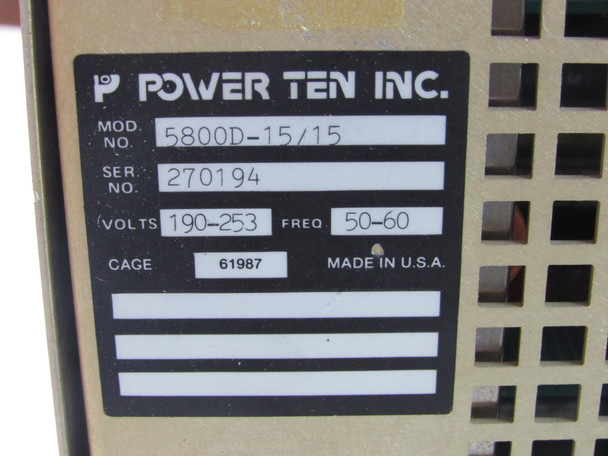 POWER TEN INC.
MOD. NO. 5800D-15/15
SER. NO. 270194
VOLTS 190-253 FREQ 50-60
CAGE 61987 MADE IN U.S.A.